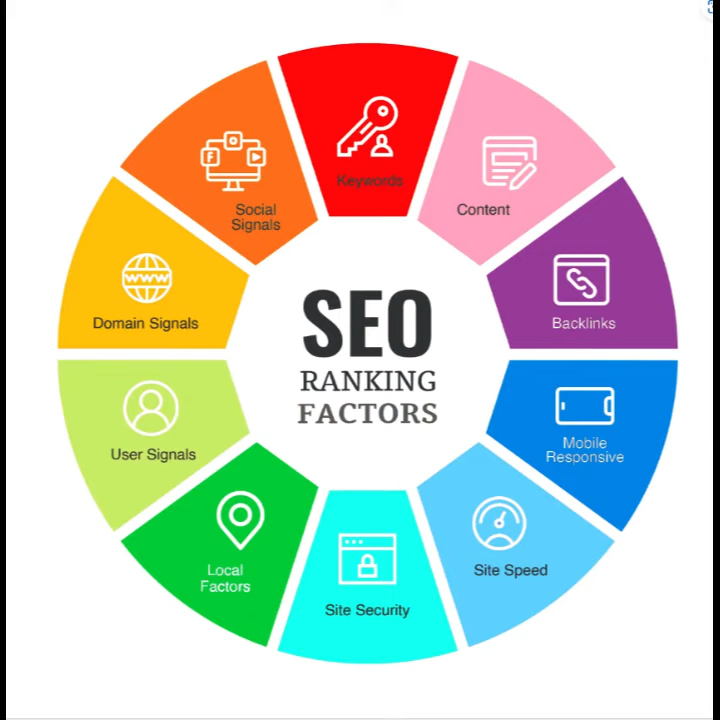 Keywords
Content
Backlinks
Mobile
Responsive
Site Speed
Site Security
Local
Factors
User Signals
Domain Signals
WWW
Social
Signals
F
SEO
RANKING
FACTORS